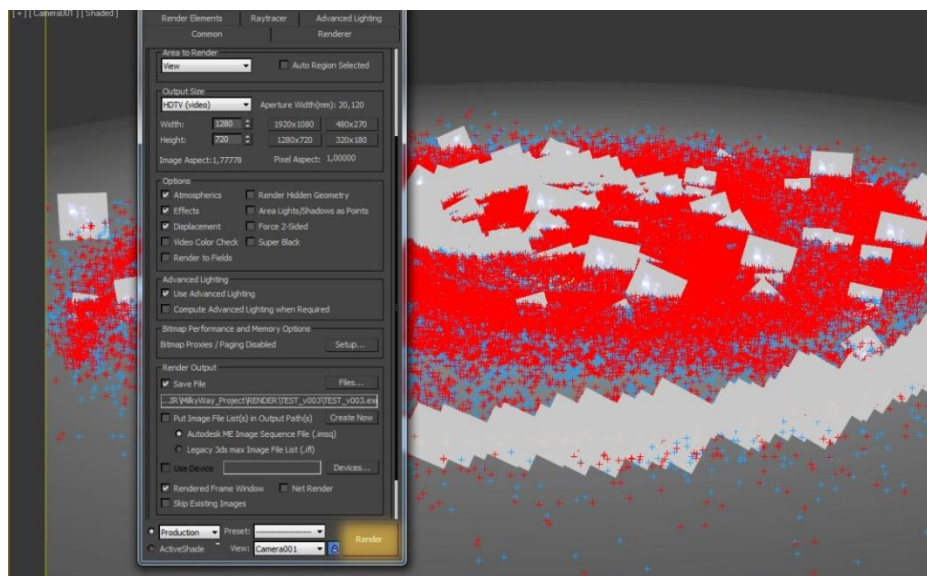 [ + ] [ Camera001 ] [ Shaded ]
Render Elements Raytracer Advanced Lighting
Common Renderer
Area to Render
View Auto Region Selected
Output Size
HDTV (video) Aperture Width(mm): 20,120
Width: 1280 1920x1080 480x270
Height: 720 1280x720 320x180
Image Aspect: 1,77778 Pixel Aspect: 1,00000
Options
Atmospherics Render Hidden Geometry
Effects Area Lights/Shadows as Points
Displacement Force 2-Sided
Video Color Check Super Black
Render to Fields
Advanced Lighting
Use Advanced Lighting
Compute Advanced Lighting when Required
Bitmap Performance and Memory Options
Bitmap Proxies / Paging Disabled Setup...
Render Output
Save File Files...
...IR\MilkyWay_Project\RENDER\TEST_v003\TEST_v003.ex
Put Image File List(s) in Output Path(s) Create Now
Autodesk ME Image Sequence File (.imsq)
Legacy 3ds max Image File List (.ifl)
Use Device Devices...
Rendered Frame Window Net Render
Skip Existing Images
Production Preset: --------------------
ActiveShade View: Camera001 Render